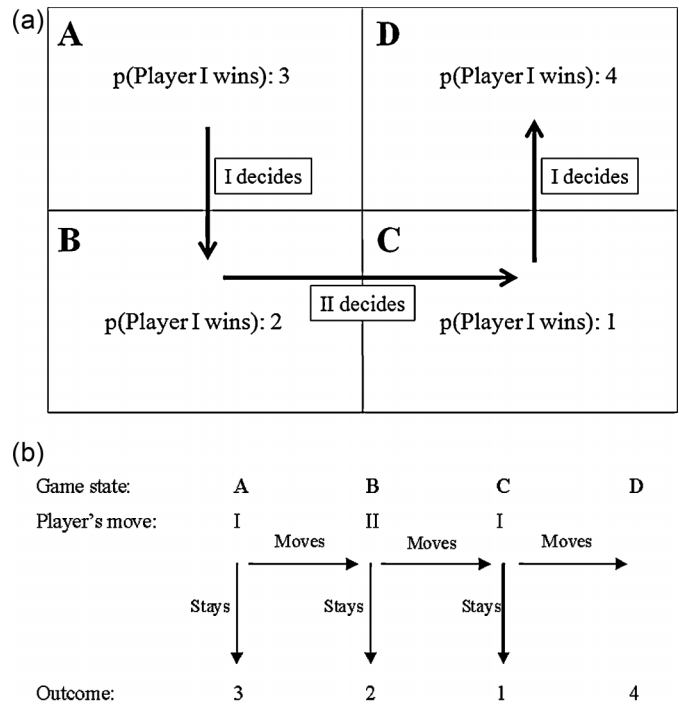 (a)
A
D
p(Player I wins): 3
p(Player I wins): 4
I decides
I decides
B
C
II decides
p(Player I wins): 2
p(Player I wins): 1
(b)
Game state: A B C D
Player's move: I II I
Moves Moves Moves
Stays Stays Stays
Outcome: 3 2 1 4